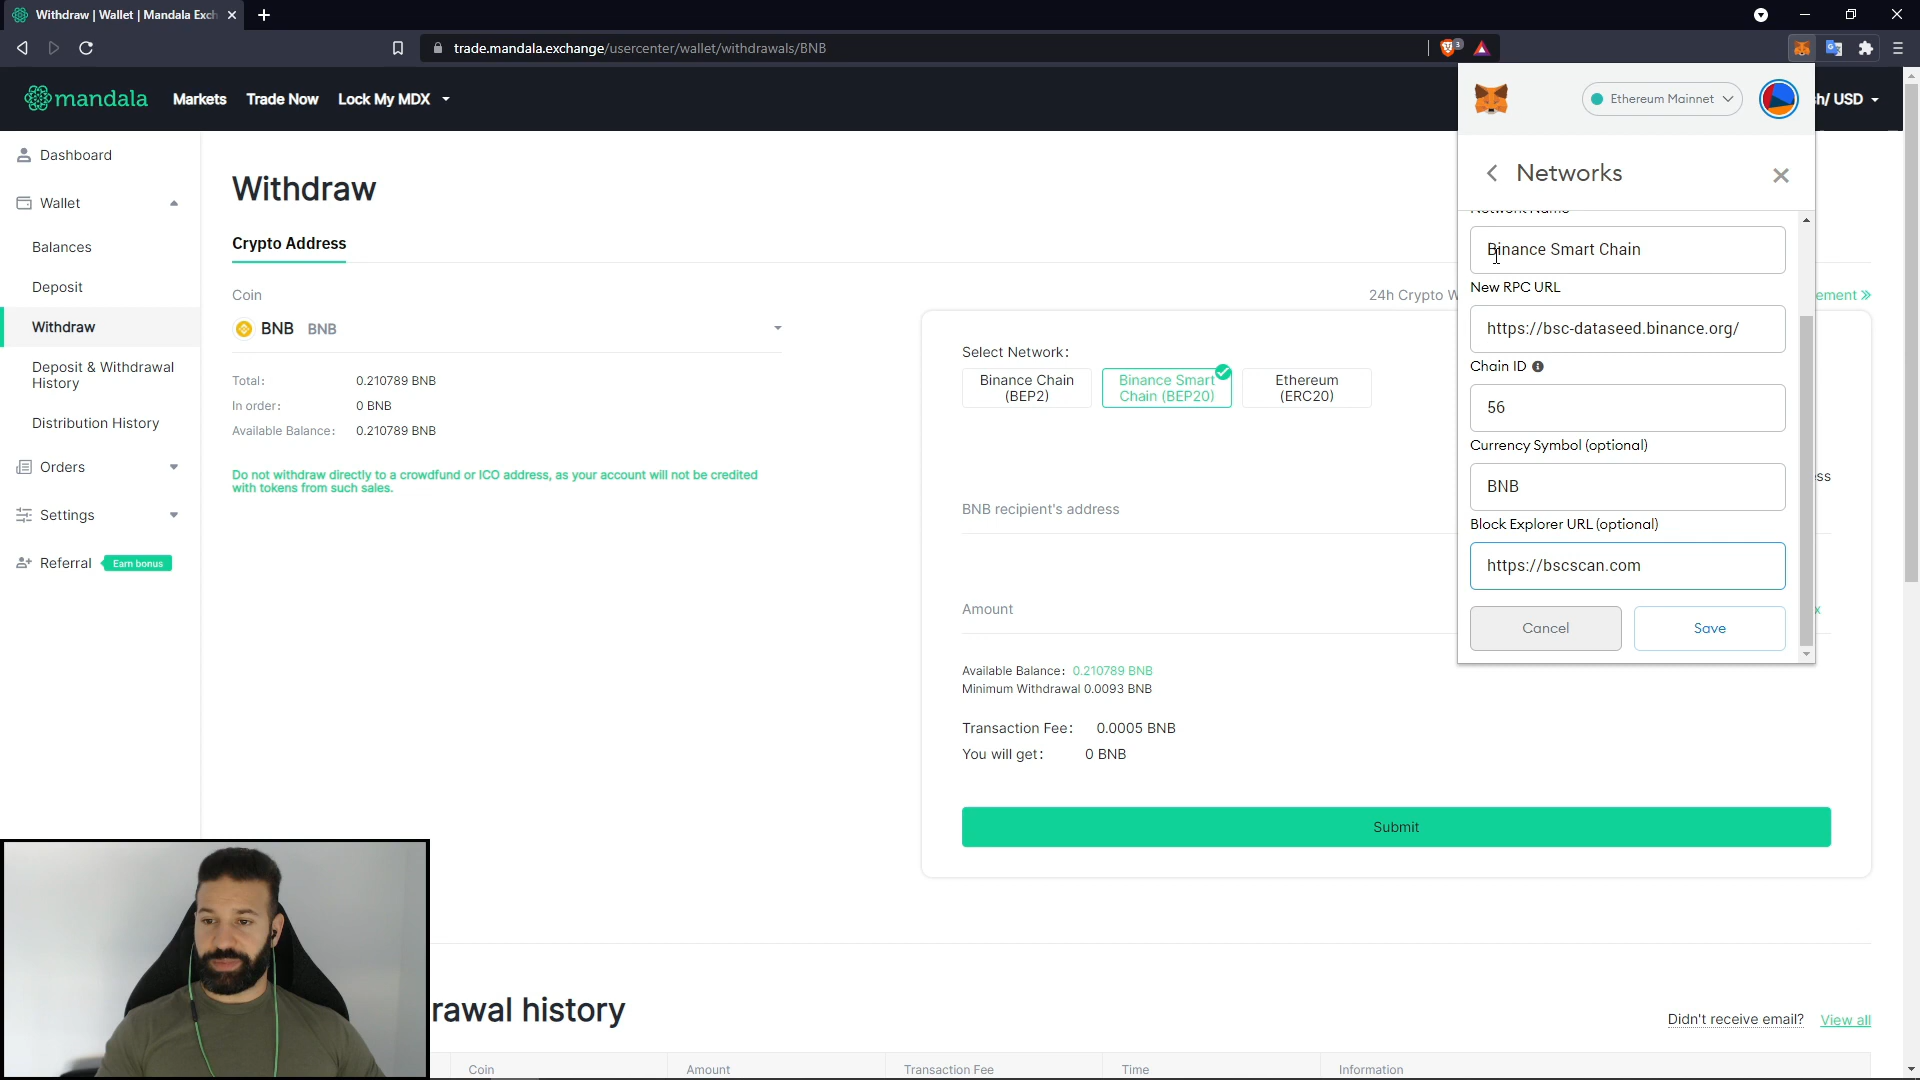 Withdraw | Wallet | Mandala Exch
trade.mandala.exchange/usercenter/wallet/withdrawals/BNB
3
mandala
Markets
Trade Now
Lock My MDX
h/ USD
Dashboard
Wallet
Balances
Deposit
Withdraw
Deposit & Withdrawal
History
Distribution History
Orders
Settings
Referral
Earn bonus
Withdraw
Crypto Address
Coin
BNB BNB
Total: 0.210789 BNB
In order: 0 BNB
Available Balance: 0.210789 BNB
Do not withdraw directly to a crowdfund or ICO address, as your account will not be credited
with tokens from such sales.
24h Crypto W
ement
Select Network:
Binance Chain
(BEP2)
Binance Smart
Chain (BEP20)
Ethereum
(ERC20)
ss
BNB recipient's address
Amount
x
Available Balance: 0.210789 BNB
Minimum Withdrawal 0.0093 BNB
Transaction Fee: 0.0005 BNB
You will get: 0 BNB
Submit
Ethereum Mainnet
Networks
Network Name
Binance Smart Chain
New RPC URL
https://bsc-dataseed.binance.org/
Chain ID
56
Currency Symbol (optional)
BNB
Block Explorer URL (optional)
https://bscscan.com
Cancel
Save
rawal history
Didn't receive email?
View all
Coin
Amount
Transaction Fee
Time
Information